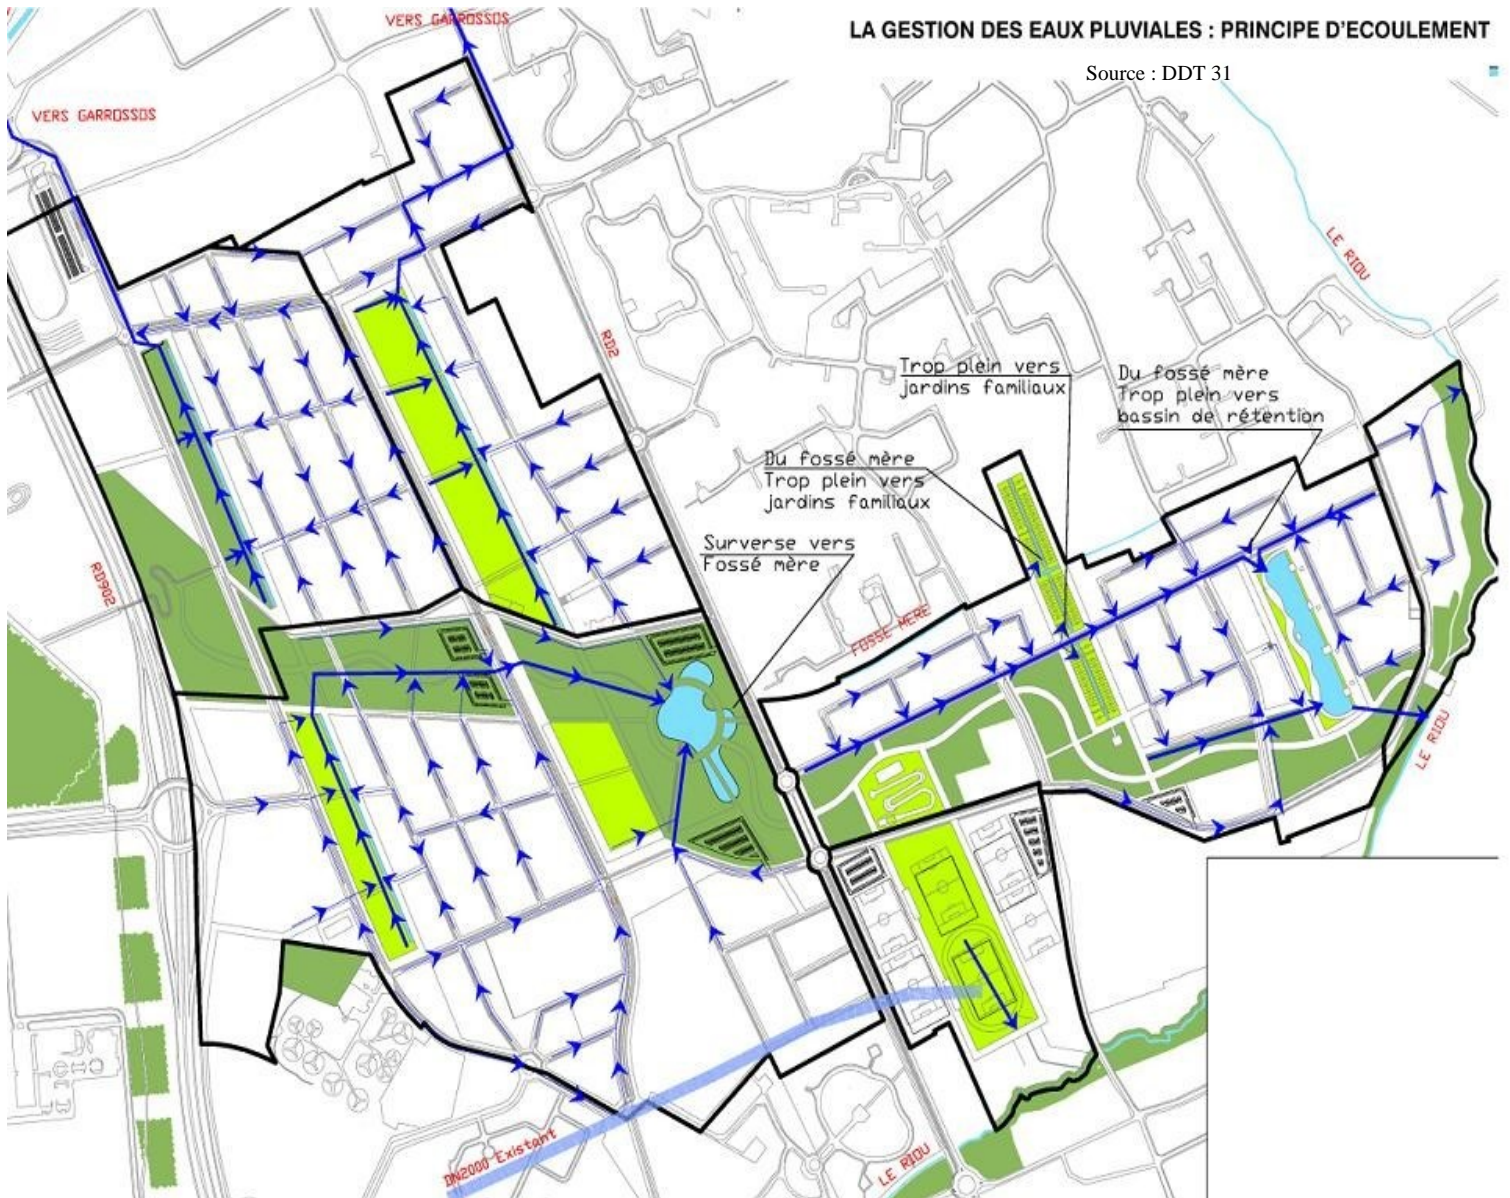 LA GESTION DES EAUX PLUVIALES : PRINCIPE D'ECOULEMENT
Source : DDT 31
VERS GARROSSOS
VERS GARROSSOS
LE RIOU
RD2
Trop plein vers
jardins familiaux
Du fossé mère
Trop plein vers
bassin de rétention
Du fossé mère
Trop plein vers
jardins familiaux
Surverse vers
Fossé mère
RD902
FOSSE MERE
LE RIOU
DN2000 Existant
LE RIOU